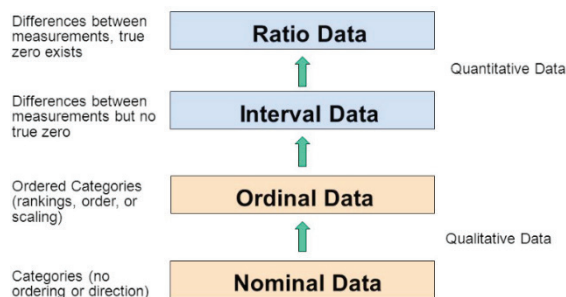 Differences between
measurements, true
zero exists
Ratio Data
Quantitative Data
Differences between
measurements but no
true zero
Interval Data
Ordered Categories
(rankings, order, or
scaling)
Ordinal Data
Qualitative Data
Categories (no
ordering or direction)
Nominal Data